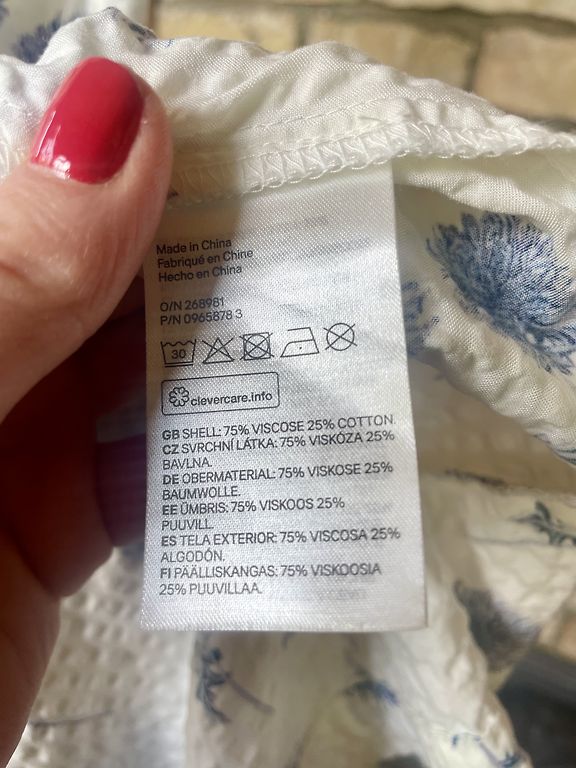 Made in China
Fabriqué en Chine
Hecho en China
O/N 268981
P/N 0965878 3
30
clevercare.info
GB SHELL: 75% VISCOSE 25% COTTON.
CZ SVRCHNÍ LÁTKA: 75% VISKÓZA 25%
BAVLNA.
DE OBERMATERIAL: 75% VISKOSE 25%
BAUMWOLLE.
EE ÜMBRIS: 75% VISKOOS 25%
PUUVILL.
ES TELA EXTERIOR: 75% VISCOSA 25%
ALGODÓN.
FI PÄÄLLISKANGAS: 75% VISKOOSIA
25% PUUVILLAA.